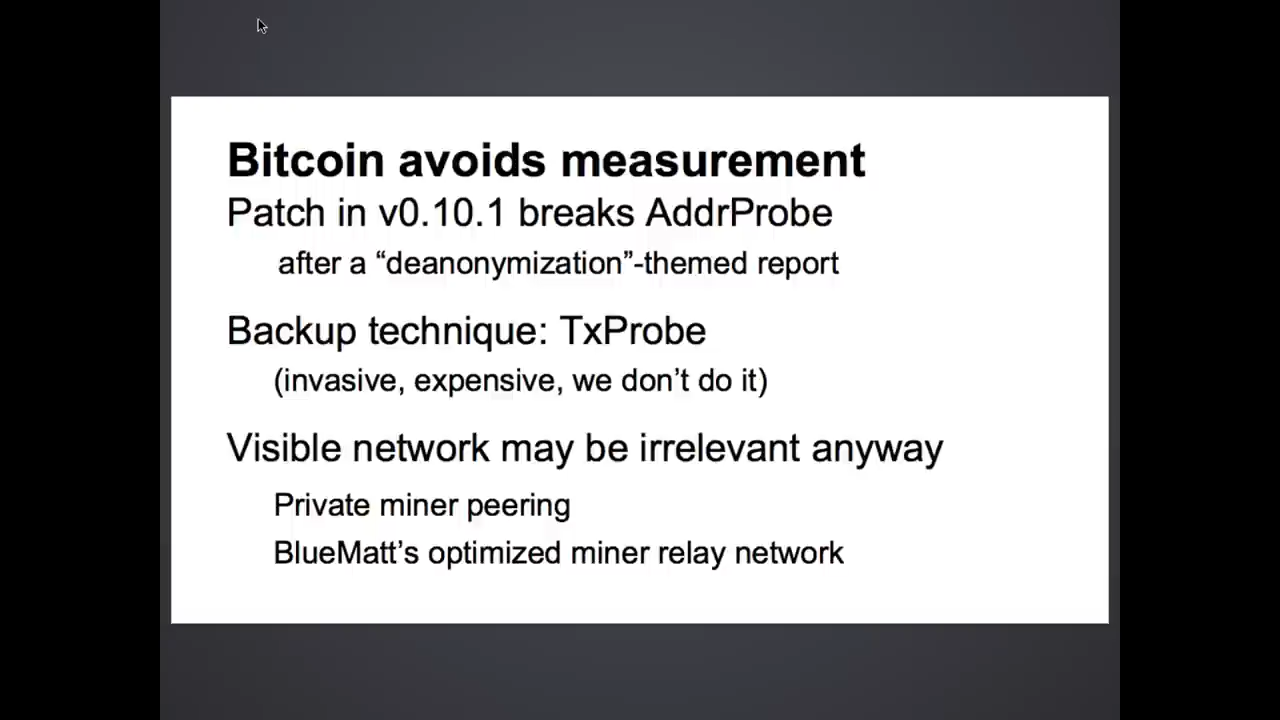 Bitcoin avoids measurement
Patch in v0.10.1 breaks AddrProbe
after a “deanonymization”-themed report
Backup technique: TxProbe
(invasive, expensive, we don’t do it)
Visible network may be irrelevant anyway
Private miner peering
BlueMatt’s optimized miner relay network